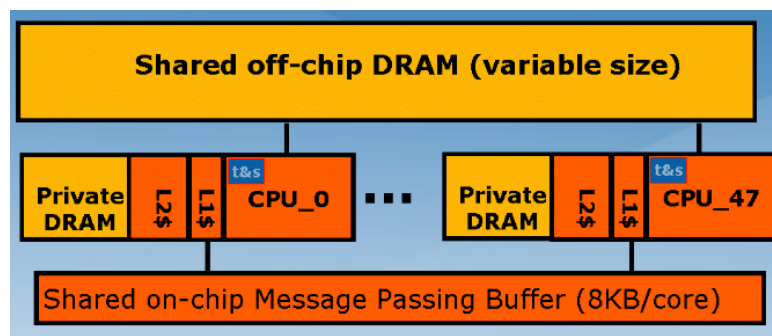 Shared off-chip DRAM (variable size)
t&s
t&s
Private
DRAM
L2$
L1$
CPU_0
...
Private
DRAM
L2$
L1$
CPU_47
Shared on-chip Message Passing Buffer (8KB/core)